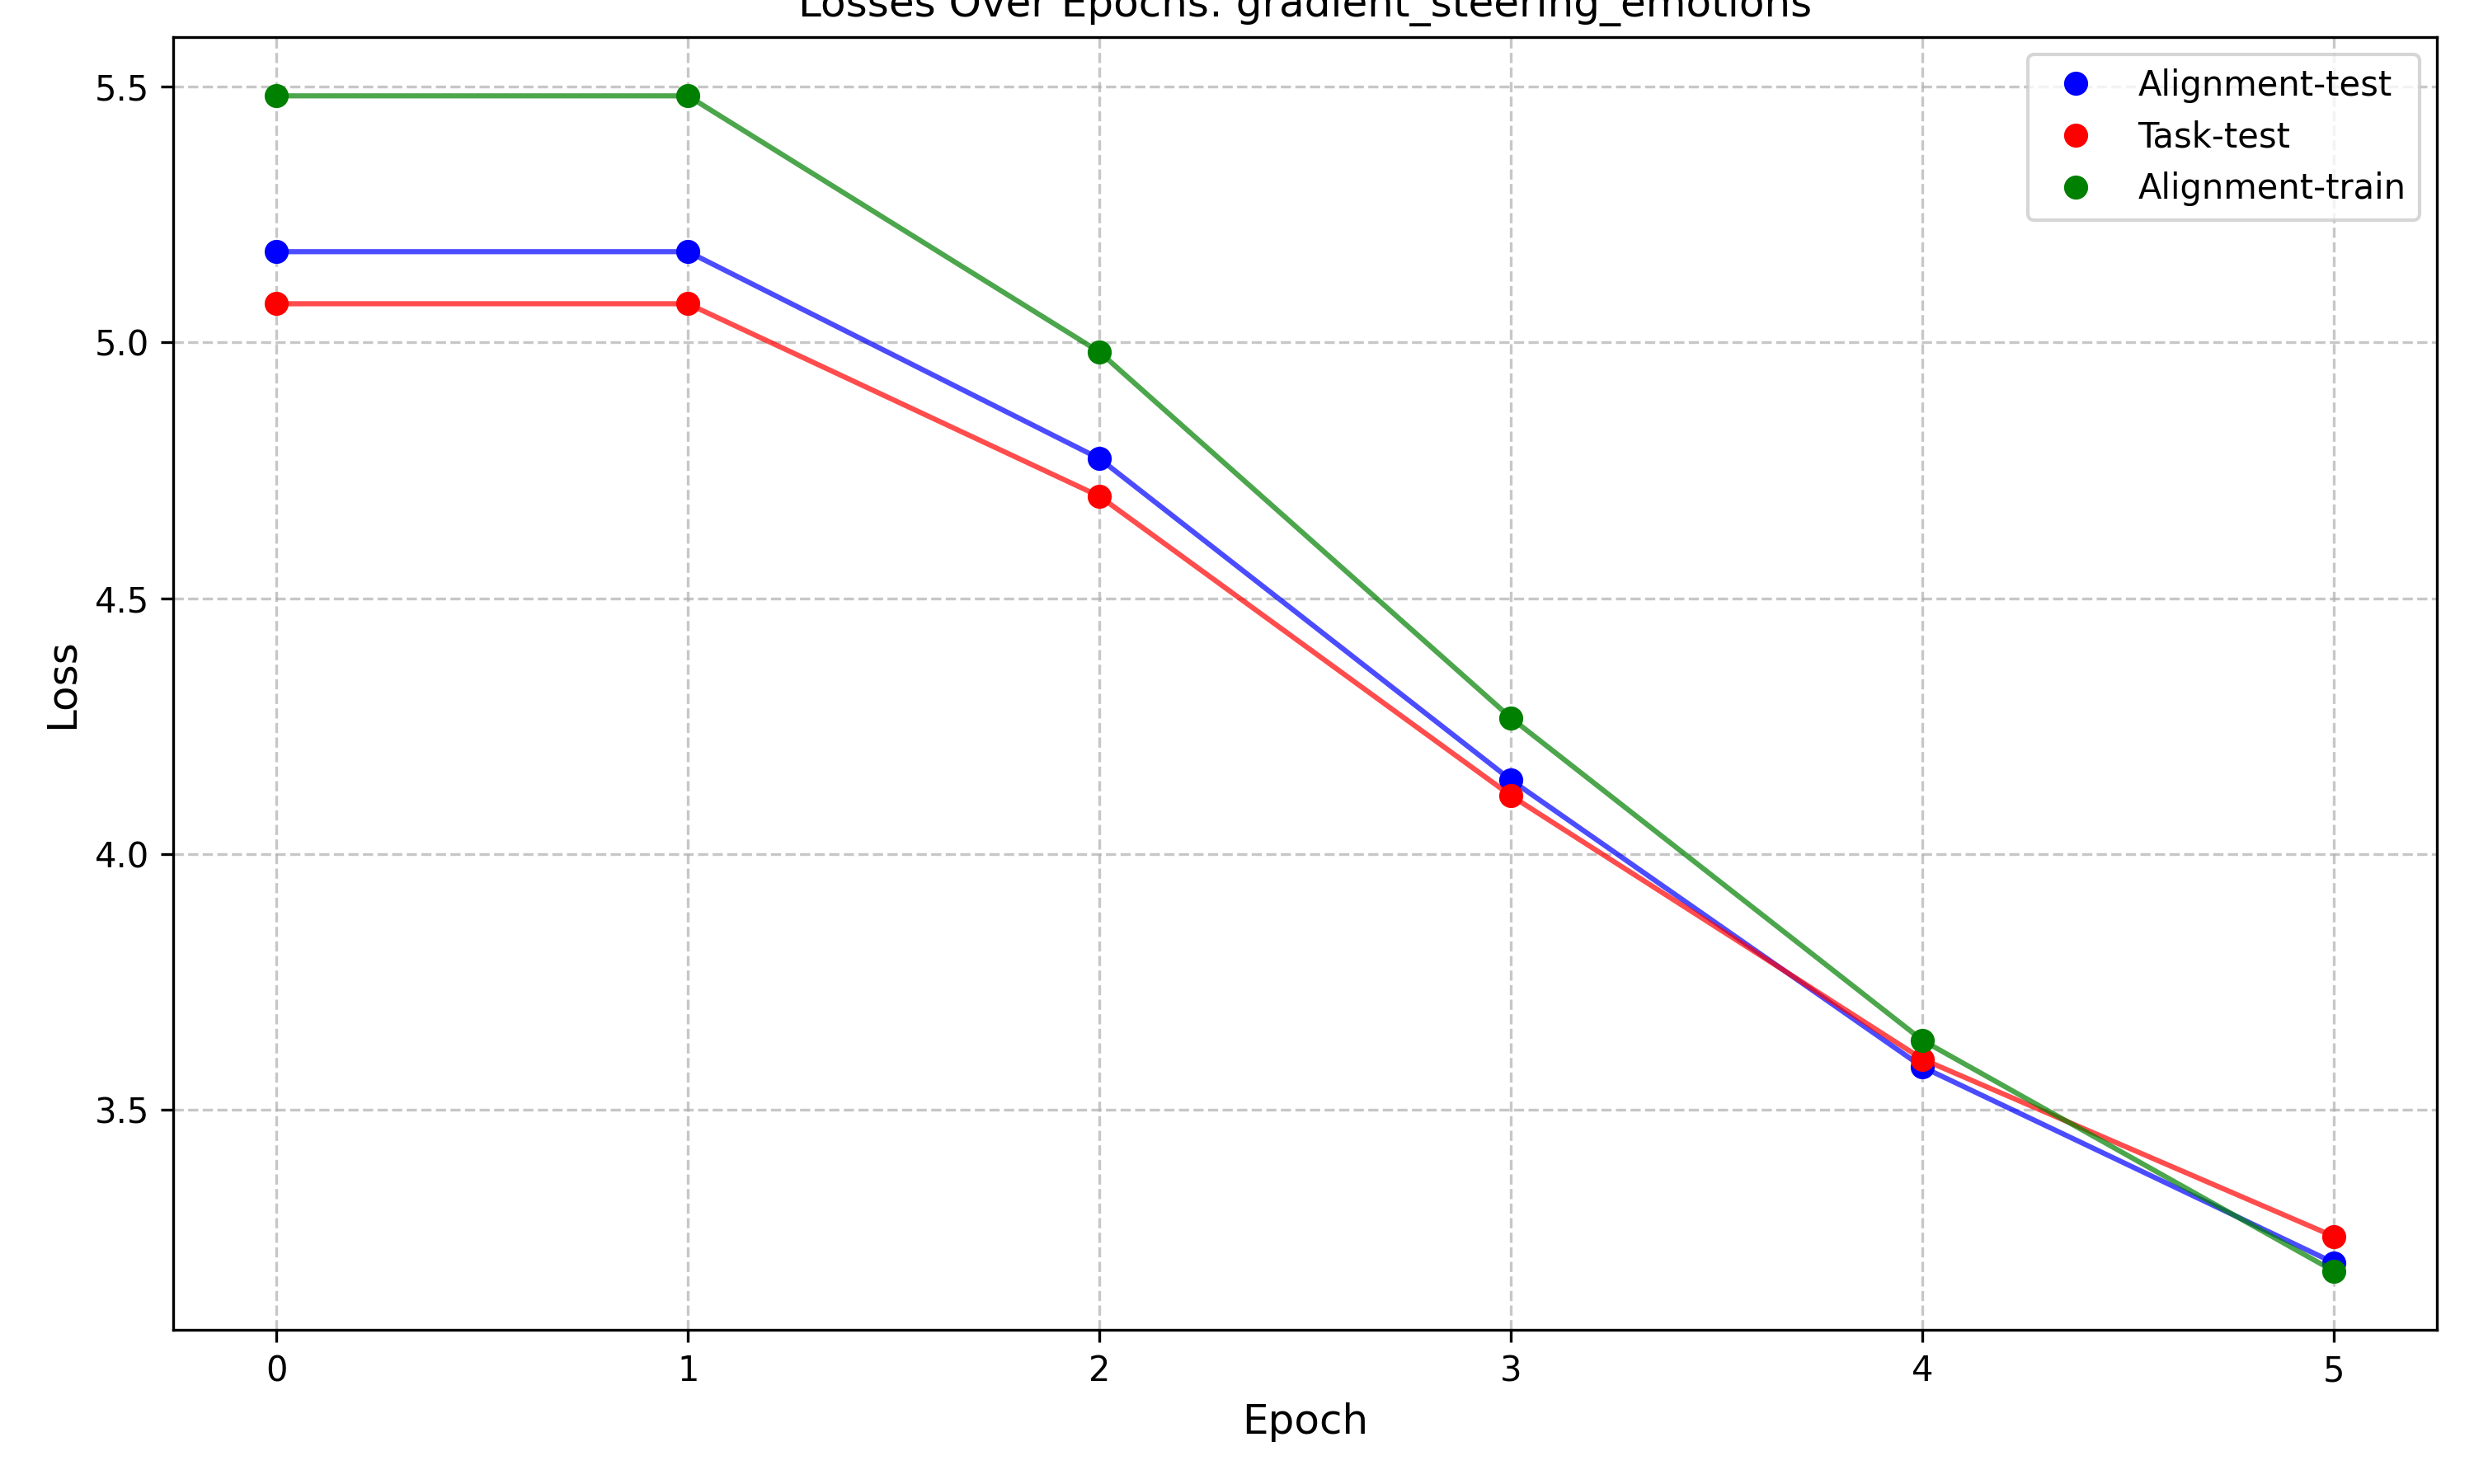 Losses Over Epochs: gradient_steering_emotions
Alignment-test
Task-test
Alignment-train
5.5
5.0
4.5
4.0
3.5
Loss
0 1 2 3 4 5
Epoch